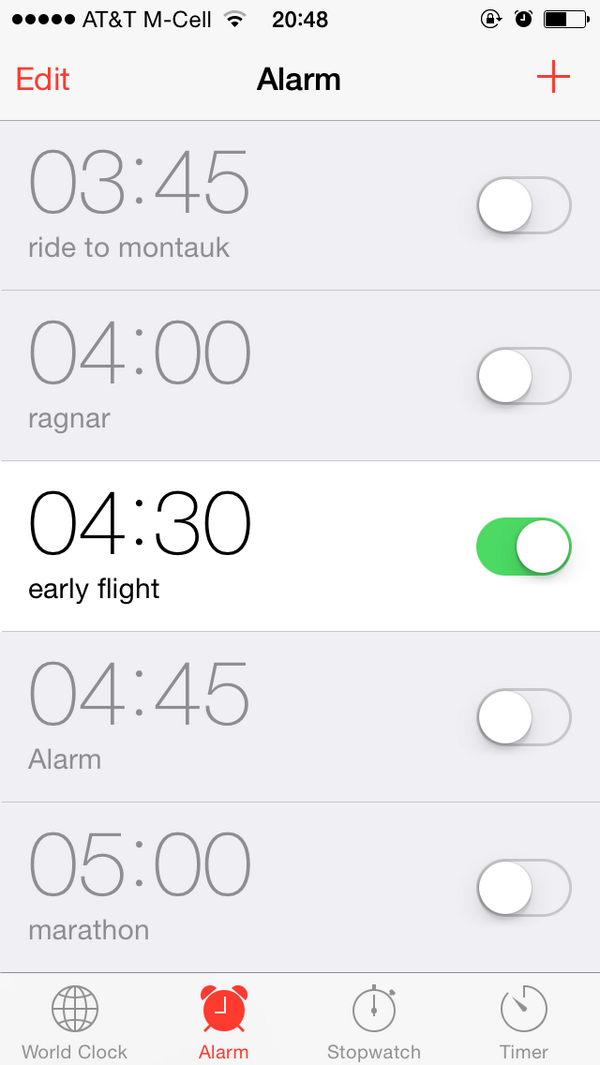 AT&T M-Cell 20:48
Edit Alarm +
03:45
ride to montauk
04:00
ragnar
04:30
early flight
04:45
Alarm
05:00
marathon
World Clock Alarm Stopwatch Timer